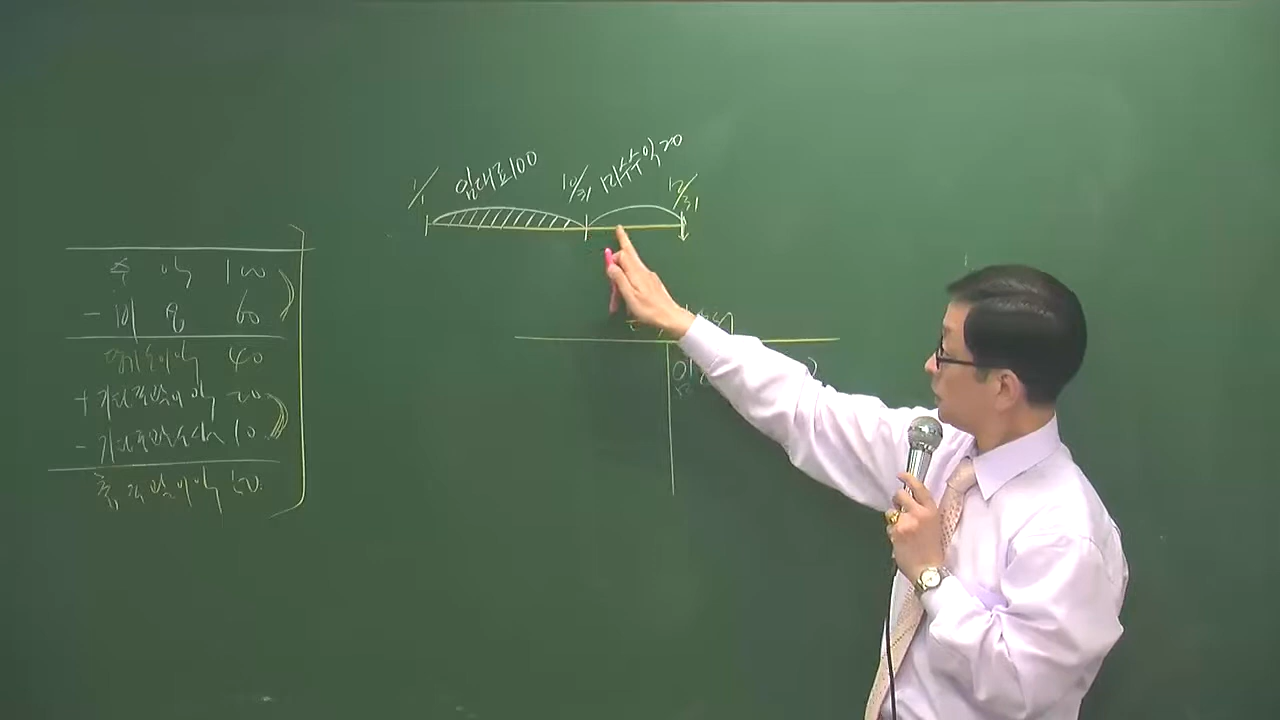 임대료100 미수수익20
1/1 10/31 12/31
수 익 100
- 비 용 60
영업이익 40
+ 기타포괄이익 20
- 기타포괄손실 10
총포괄이익 50